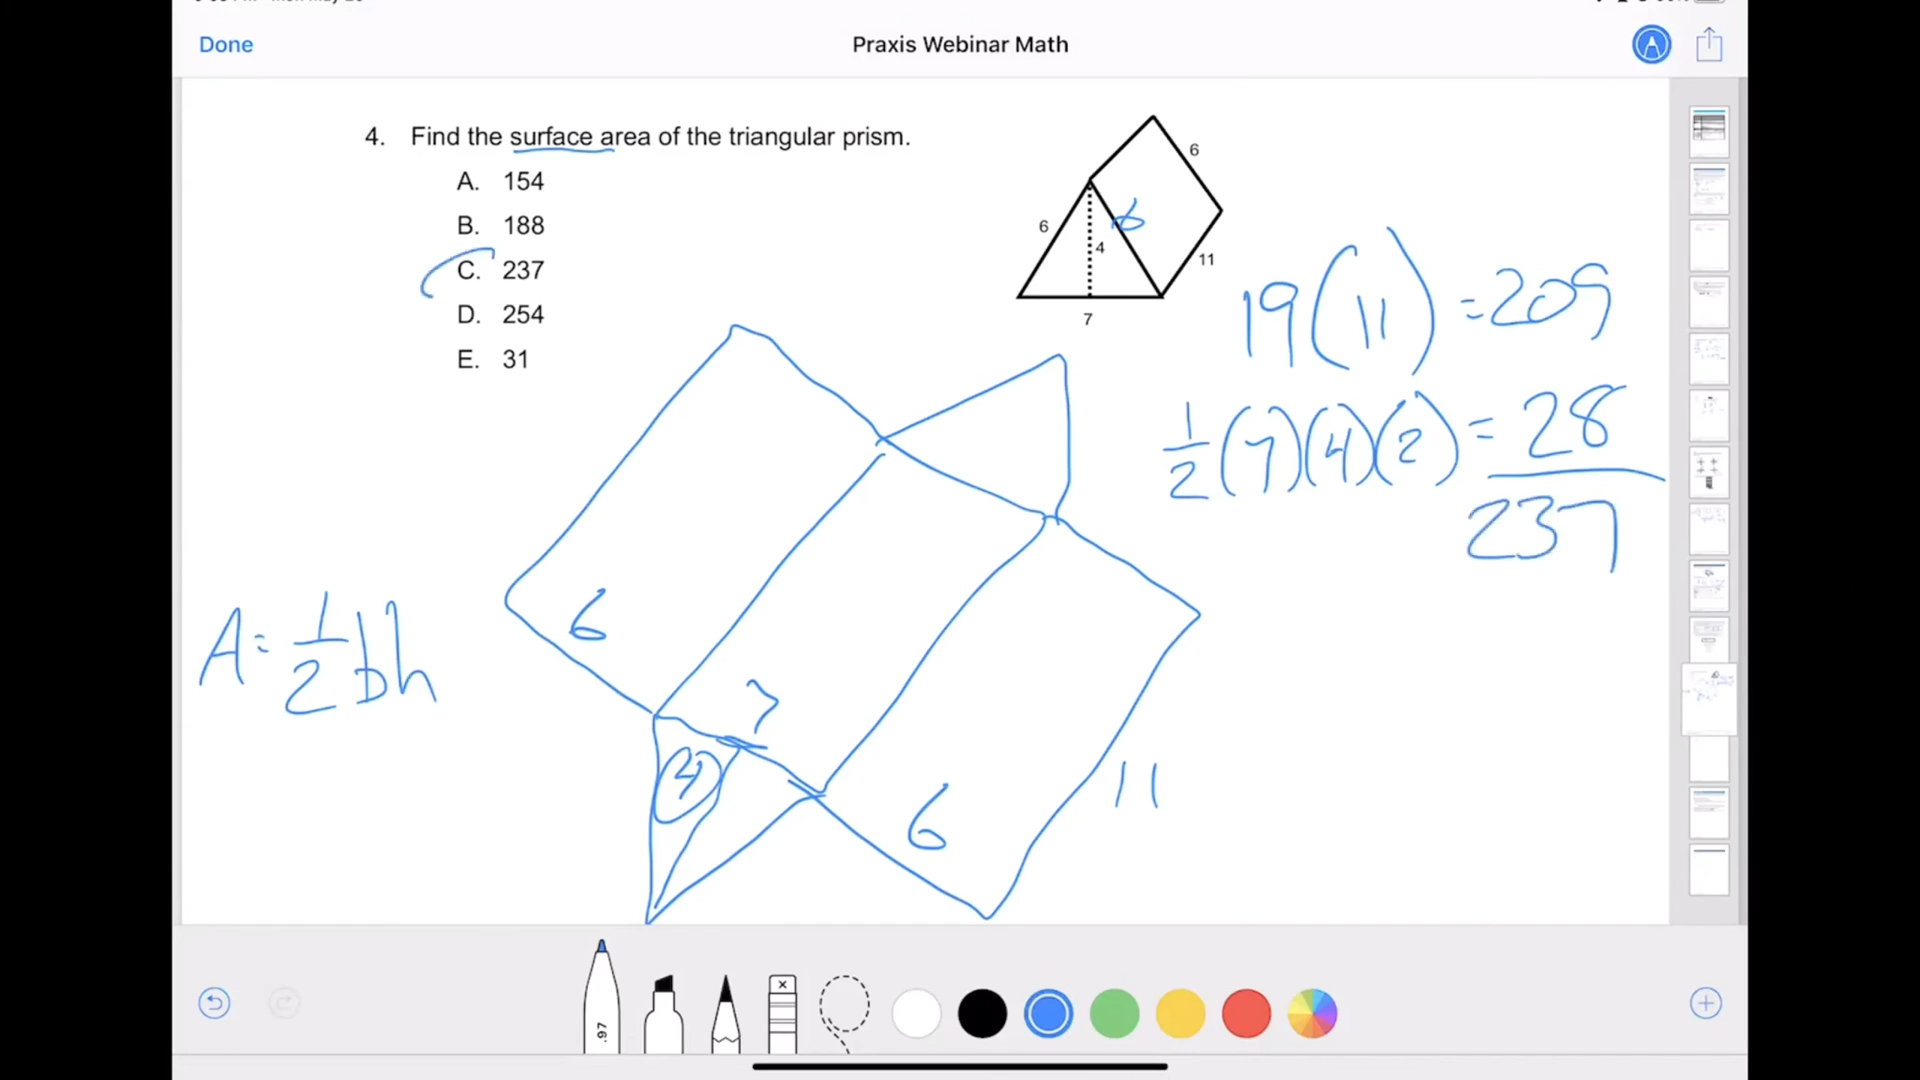 Done
Praxis Webinar Math
4. Find the surface area of the triangular prism.
A. 154
B. 188
C. 237
D. 254
E. 31
6
6
6
4
11
7
19(11) = 209
1/2(7)(4)(2) = 28
237
A = 1/2 bh
6
7
4
6
11
.97